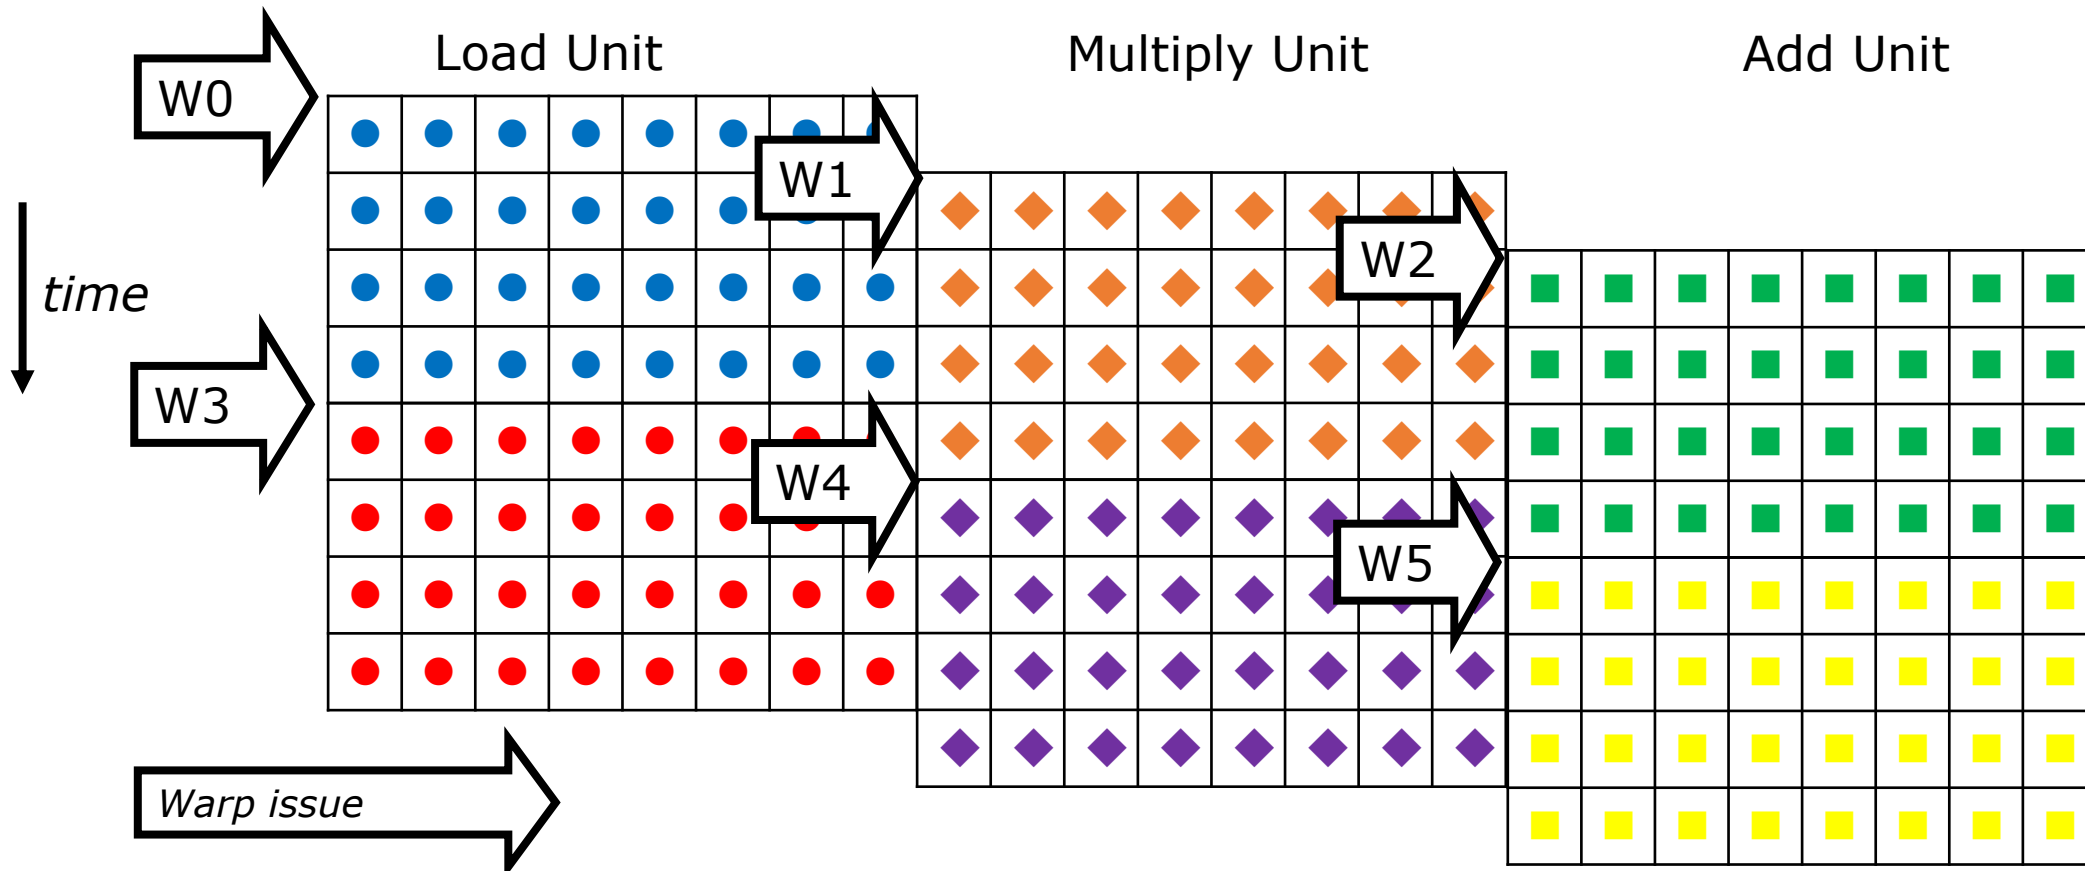 Load Unit
Multiply Unit
Add Unit
W0
W1
W2
time
W3
W4
W5
Warp issue